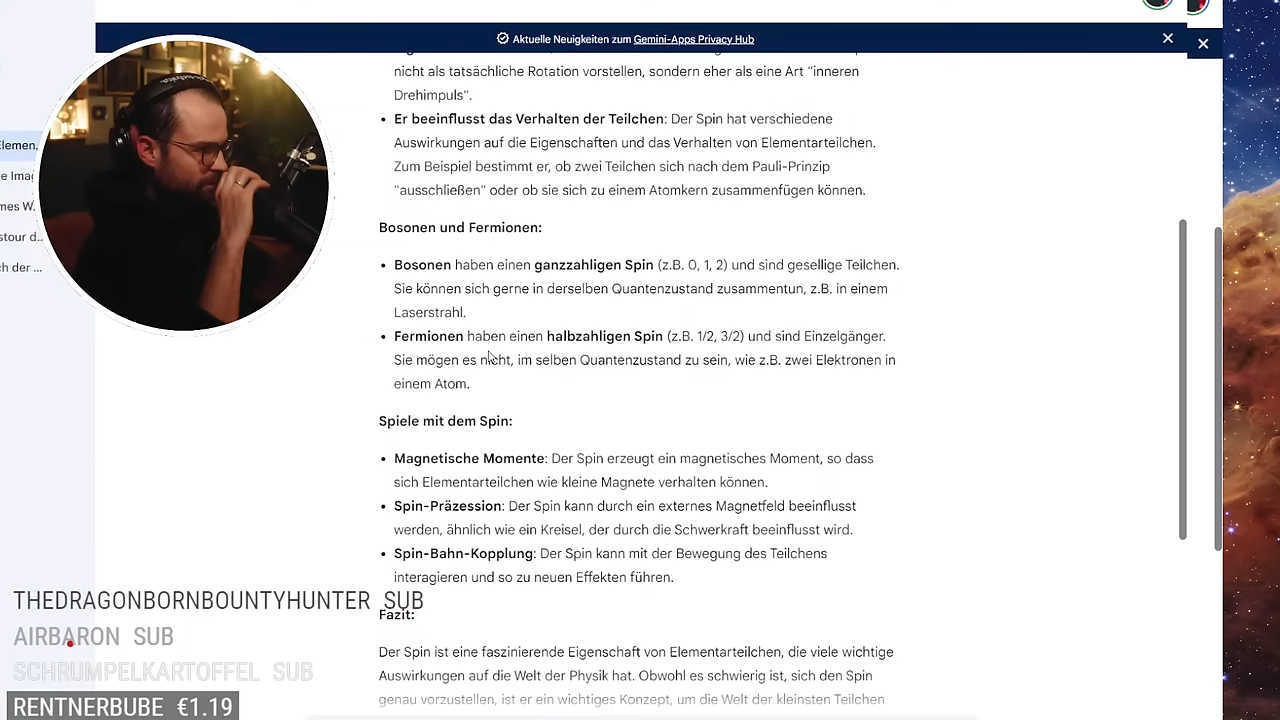 Aktuelle Neuigkeiten zum Gemini-Apps Privacy Hub
nicht als tatsächliche Rotation vorstellen, sondern eher als eine Art "inneren
Drehimpuls".
• Er beeinflusst das Verhalten der Teilchen: Der Spin hat verschiedene
Auswirkungen auf die Eigenschaften und das Verhalten von Elementarteilchen.
Zum Beispiel bestimmt er, ob zwei Teilchen sich nach dem Pauli-Prinzip
"ausschließen" oder ob sie sich zu einem Atomkern zusammenfügen können.
Bosonen und Fermionen:
• Bosonen haben einen ganzzahligen Spin (z.B. 0, 1, 2) und sind gesellige Teilchen.
Sie können sich gerne in derselben Quantenzustand zusammentun, z.B. in einem
Laserstrahl.
• Fermionen haben einen halbzahligen Spin (z.B. 1/2, 3/2) und sind Einzelgänger.
Sie mögen es nicht, im selben Quantenzustand zu sein, wie z.B. zwei Elektronen in
einem Atom.
Spiele mit dem Spin:
• Magnetische Momente: Der Spin erzeugt ein magnetisches Moment, so dass
sich Elementarteilchen wie kleine Magnete verhalten können.
• Spin-Präzession: Der Spin kann durch ein externes Magnetfeld beeinflusst
werden, ähnlich wie ein Kreisel, der durch die Schwerkraft beeinflusst wird.
• Spin-Bahn-Kopplung: Der Spin kann mit der Bewegung des Teilchens
interagieren und so zu neuen Effekten führen.
Fazit:
Der Spin ist eine faszinierende Eigenschaft von Elementarteilchen, die viele wichtige
Auswirkungen auf die Welt der Physik hat. Obwohl es schwierig ist, sich den Spin
genau vorzustellen, ist er ein wichtiges Konzept, um die Welt der kleinsten Teilchen
Elemen...
e Imag
mes W.
stour d..
ch der ...
THEDRAGONBORNBOUNTYHUNTER SUB
AIRBARON SUB
SCHRUMPELKARTOFFEL SUB
RENTNERBUBE €1.19